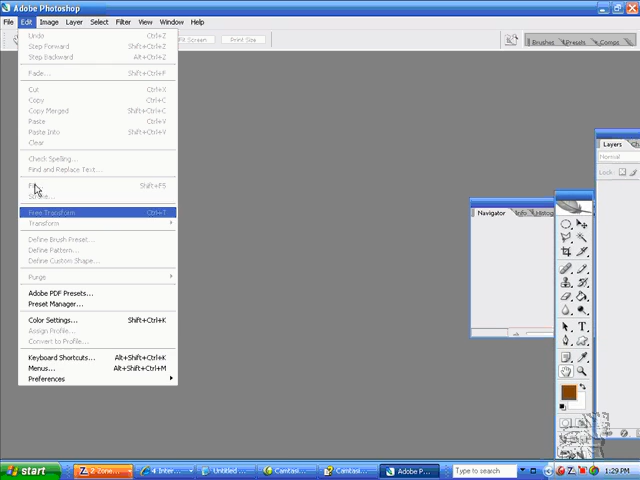 Adobe Photoshop
File Edit Image Layer Select Filter View Window Help
Fit Screen Print Size Brushes Presets Comps
Undo Ctrl+Z
Step Forward Shift+Ctrl+Z
Step Backward Alt+Ctrl+Z
Fade... Shift+Ctrl+F
Cut Ctrl+X
Copy Ctrl+C
Copy Merged Shift+Ctrl+C
Paste Ctrl+V
Paste Into Shift+Ctrl+V
Clear
Check Spelling...
Find and Replace Text...
Shift+F5
Stroke...
Free Transform Ctrl+T
Transform
Define Brush Preset...
Define Pattern...
Define Custom Shape...
Purge
Adobe PDF Presets...
Preset Manager...
Color Settings... Shift+Ctrl+K
Assign Profile...
Convert to Profile...
Keyboard Shortcuts... Alt+Shift+Ctrl+K
Menus... Alt+Shift+Ctrl+M
Preferences
Navigator Info
Layers
Normal
Lock:
start Z-Zone... 4 Inter... Untitled ... Camtasi... Camtasi... Adobe P... Type to search 1:29 PM